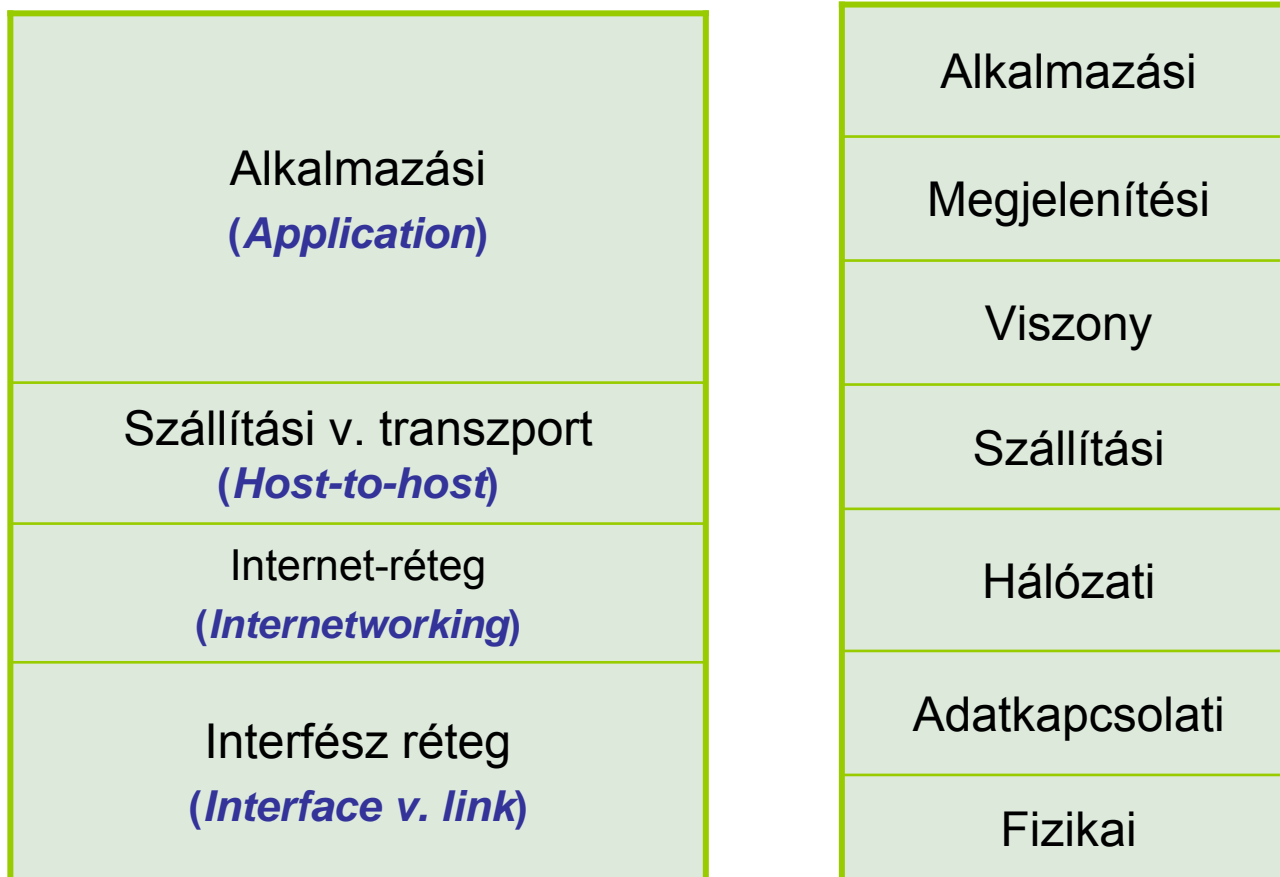 Alkalmazási
(Application)
Szállítási v. transzport
(Host-to-host)
Internet-réteg
(Internetworking)
Interfész réteg
(Interface v. link)
Alkalmazási
Megjelenítési
Viszony
Szállítási
Hálózati
Adatkapcsolati
Fizikai